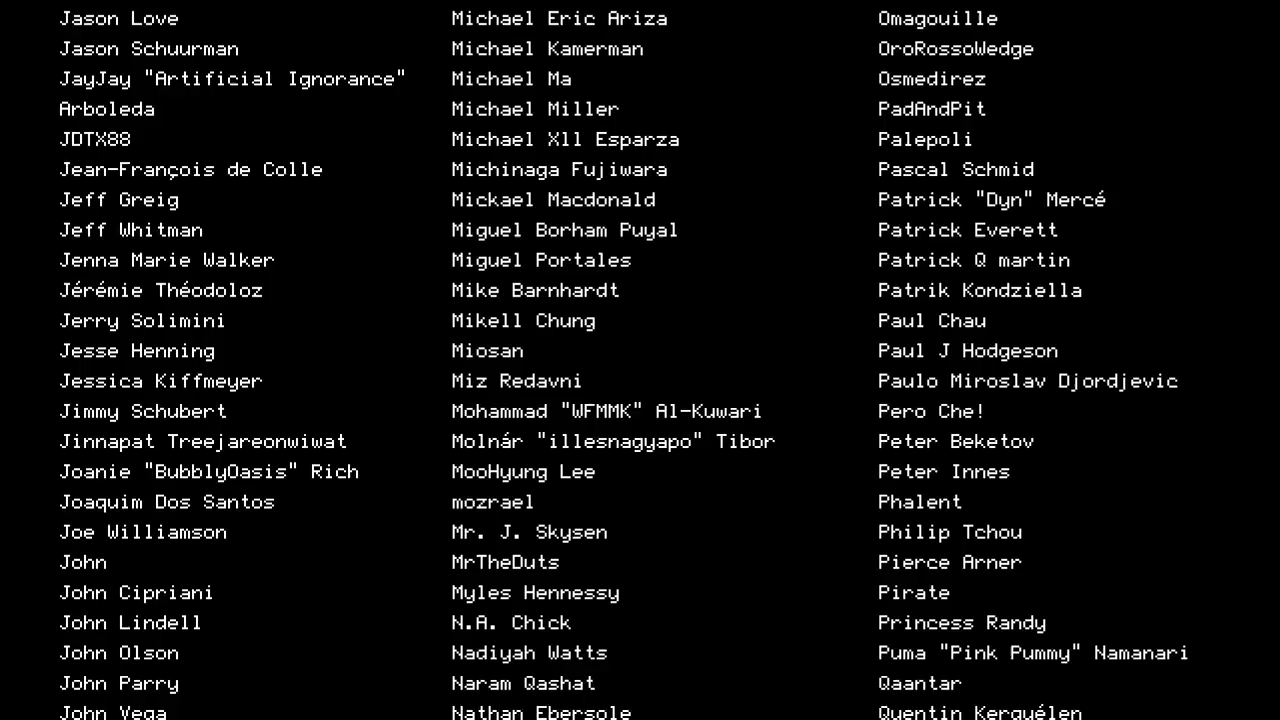 Jason Love
Jason Schuurman
JayJay "Artificial Ignorance"
Arboleda
JDTX88
Jean-François de Colle
Jeff Greig
Jeff Whitman
Jenna Marie Walker
Jérémie Théodoloz
Jerry Solimini
Jesse Henning
Jessica Kiffmeyer
Jimmy Schubert
Jinnapat Treejareonwiwat
Joanie "BubblyOasis" Rich
Joaquim Dos Santos
Joe Williamson
John
John Cipriani
John Lindell
John Olson
John Parry
John Vega
Michael Eric Ariza
Michael Kamerman
Michael Ma
Michael Miller
Michael Xll Esparza
Michinaga Fujiwara
Mickael Macdonald
Miguel Borham Puyal
Miguel Portales
Mike Barnhardt
Mikell Chung
Miosan
Miz Redavni
Mohammad "WFMMK" Al-Kuwari
Molnár "illesnagyapo" Tibor
MooHyung Lee
mozrael
Mr. J. Skysen
MrTheDuts
Myles Hennessy
N.A. Chick
Nadiyah Watts
Naram Qashat
Nathan Ebersole
Omagouille
OroRossoWedge
Osmedirez
PadAndPit
Palepoli
Pascal Schmid
Patrick "Dyn" Mercé
Patrick Everett
Patrick Q martin
Patrik Kondziella
Paul Chau
Paul J Hodgeson
Paulo Miroslav Djordjevic
Pero Che!
Peter Beketov
Peter Innes
Phalent
Philip Tchou
Pierce Arner
Pirate
Princess Randy
Puma "Pink Pummy" Namanari
Qaantar
Quentin Kerguélen